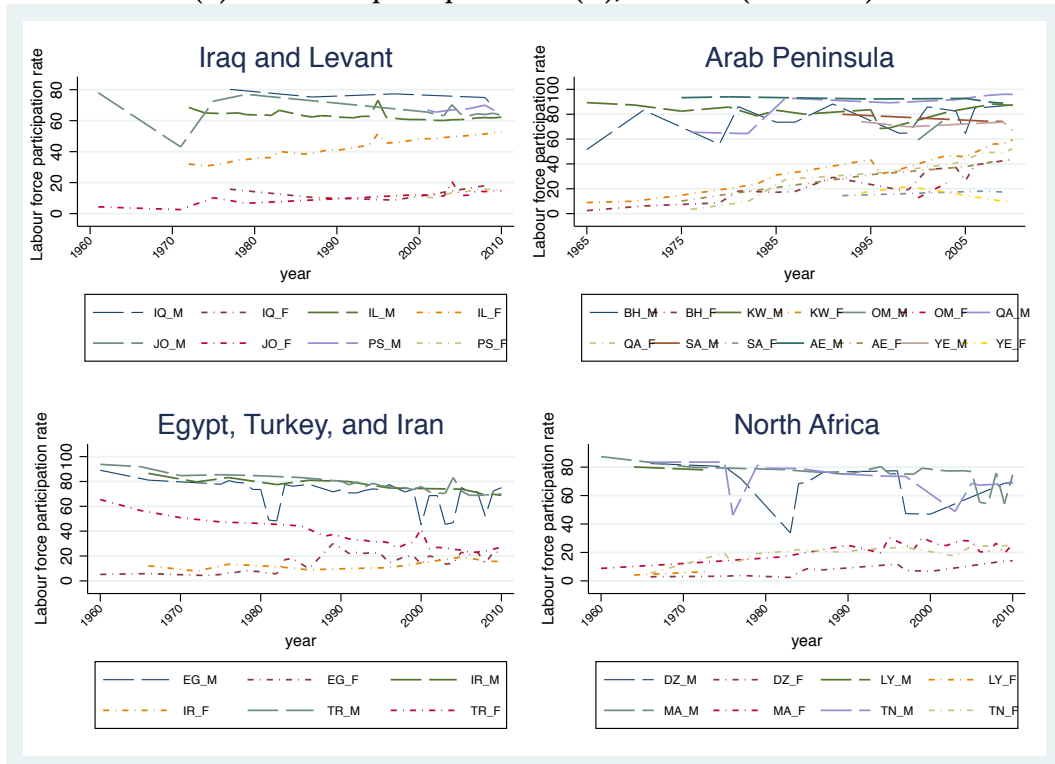 Iraq and Levant
Labour force participation rate
0 20 40 60 80
1960 1970 1980 1990 2000 2010
year
IQ_M IQ_F IL_M IL_F
JO_M JO_F PS_M PS_F
Arab Peninsula
Labour force participation rate
0 20 40 60 80 100
1965 1975 1985 1995 2005
year
BH_M BH_F KW_M KW_F OM_M OM_F QA_M
QA_F SA_M SA_F AE_M AE_F YE_M YE_F
Egypt, Turkey, and Iran
Labour force participation rate
0 20 40 60 80 100
1960 1970 1980 1990 2000 2010
year
EG_M EG_F IR_M
IR_F TR_M TR_F
North Africa
Labour force participation rate
0 20 40 60 80
1960 1970 1980 1990 2000 2010
year
DZ_M DZ_F LY_M LY_F
MA_M MA_F TN_M TN_F